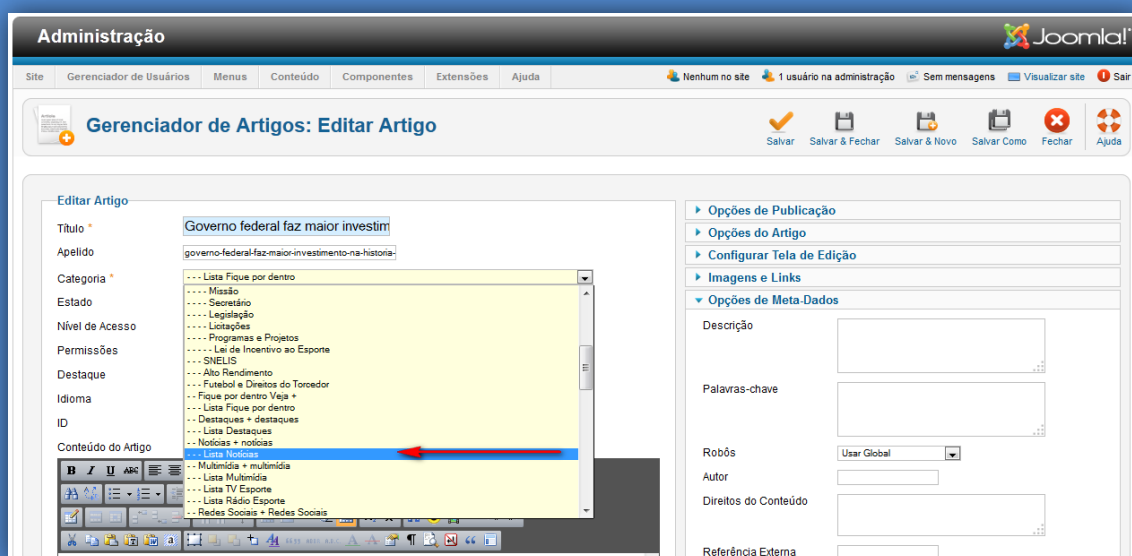 Administração
Joomla!
Site Gerenciador de Usuários Menus Conteúdo Componentes Extensões Ajuda Nenhum no site 1 usuário na administração Sem mensagens Visualizar site Sair
Gerenciador de Artigos: Editar Artigo
Salvar Salvar & Fechar Salvar & Novo Salvar Como Fechar Ajuda
Editar Artigo
Título * Governo federal faz maior investim
Apelido governo-federal-faz-maior-investimento-na-historia-
Categoria * - - - Lista Fique por dentro
Estado
Nível de Acesso
Permissões
Destaque
Idioma
ID
Conteúdo do Artigo
- - - - Missão
- - - - Secretário
- - - - Legislação
- - - - Licitações
- - - - Programas e Projetos
- - - - - Lei de Incentivo ao Esporte
- - - SNELIS
- - - Alto Rendimento
- - - Futebol e Direitos do Torcedor
- - Fique por dentro Veja +
- - - Lista Fique por dentro
- - Destaques + destaques
- - - Lista Destaques
- - Notícias + notícias
- - - Lista Notícias
- - Multimídia + multimídia
- - - Lista Multimídia
- - - Lista TV Esporte
- - - Lista Rádio Esporte
- - Redes Sociais + Redes Sociais
B I U ABC
Opções de Publicação
Opções do Artigo
Configurar Tela de Edição
Imagens e Links
Opções de Meta-Dados
Descrição
Palavras-chave
Robôs Usar Global
Autor
Direitos do Conteúdo
Referência Externa